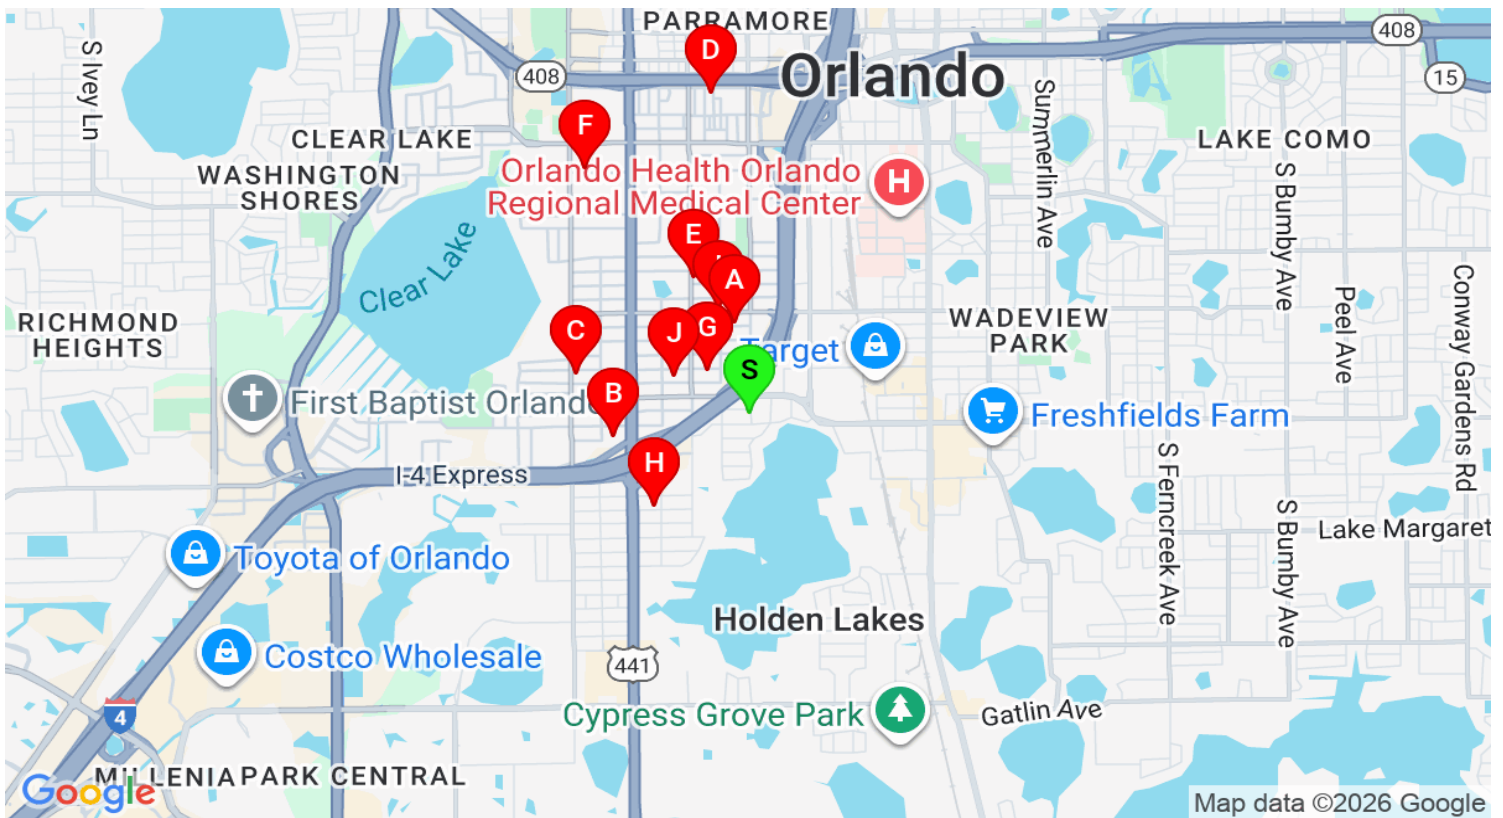 PARRAMORE
D
408
Orlando
S Ivey Ln
408
15
F
CLEAR LAKE
Summerlin Ave
LAKE COMO
WASHINGTON
SHORES
Orlando Health Orlando
Regional Medical Center
H
S Bumby Ave
Clear Lake
E
A
RICHMOND
HEIGHTS
C
J
G
Target
WADEVIEW
PARK
Peel Ave
Conway Gardens Rd
S
B
First Baptist Orlando
Freshfields Farm
H
I-4 Express
S Ferncreek Ave
S Bumby Ave
Lake Margaret
Toyota of Orlando
Holden Lakes
Costco Wholesale
441
4
Cypress Grove Park
Gatlin Ave
PARK CENTRAL
Google
Map data ©2026 Google